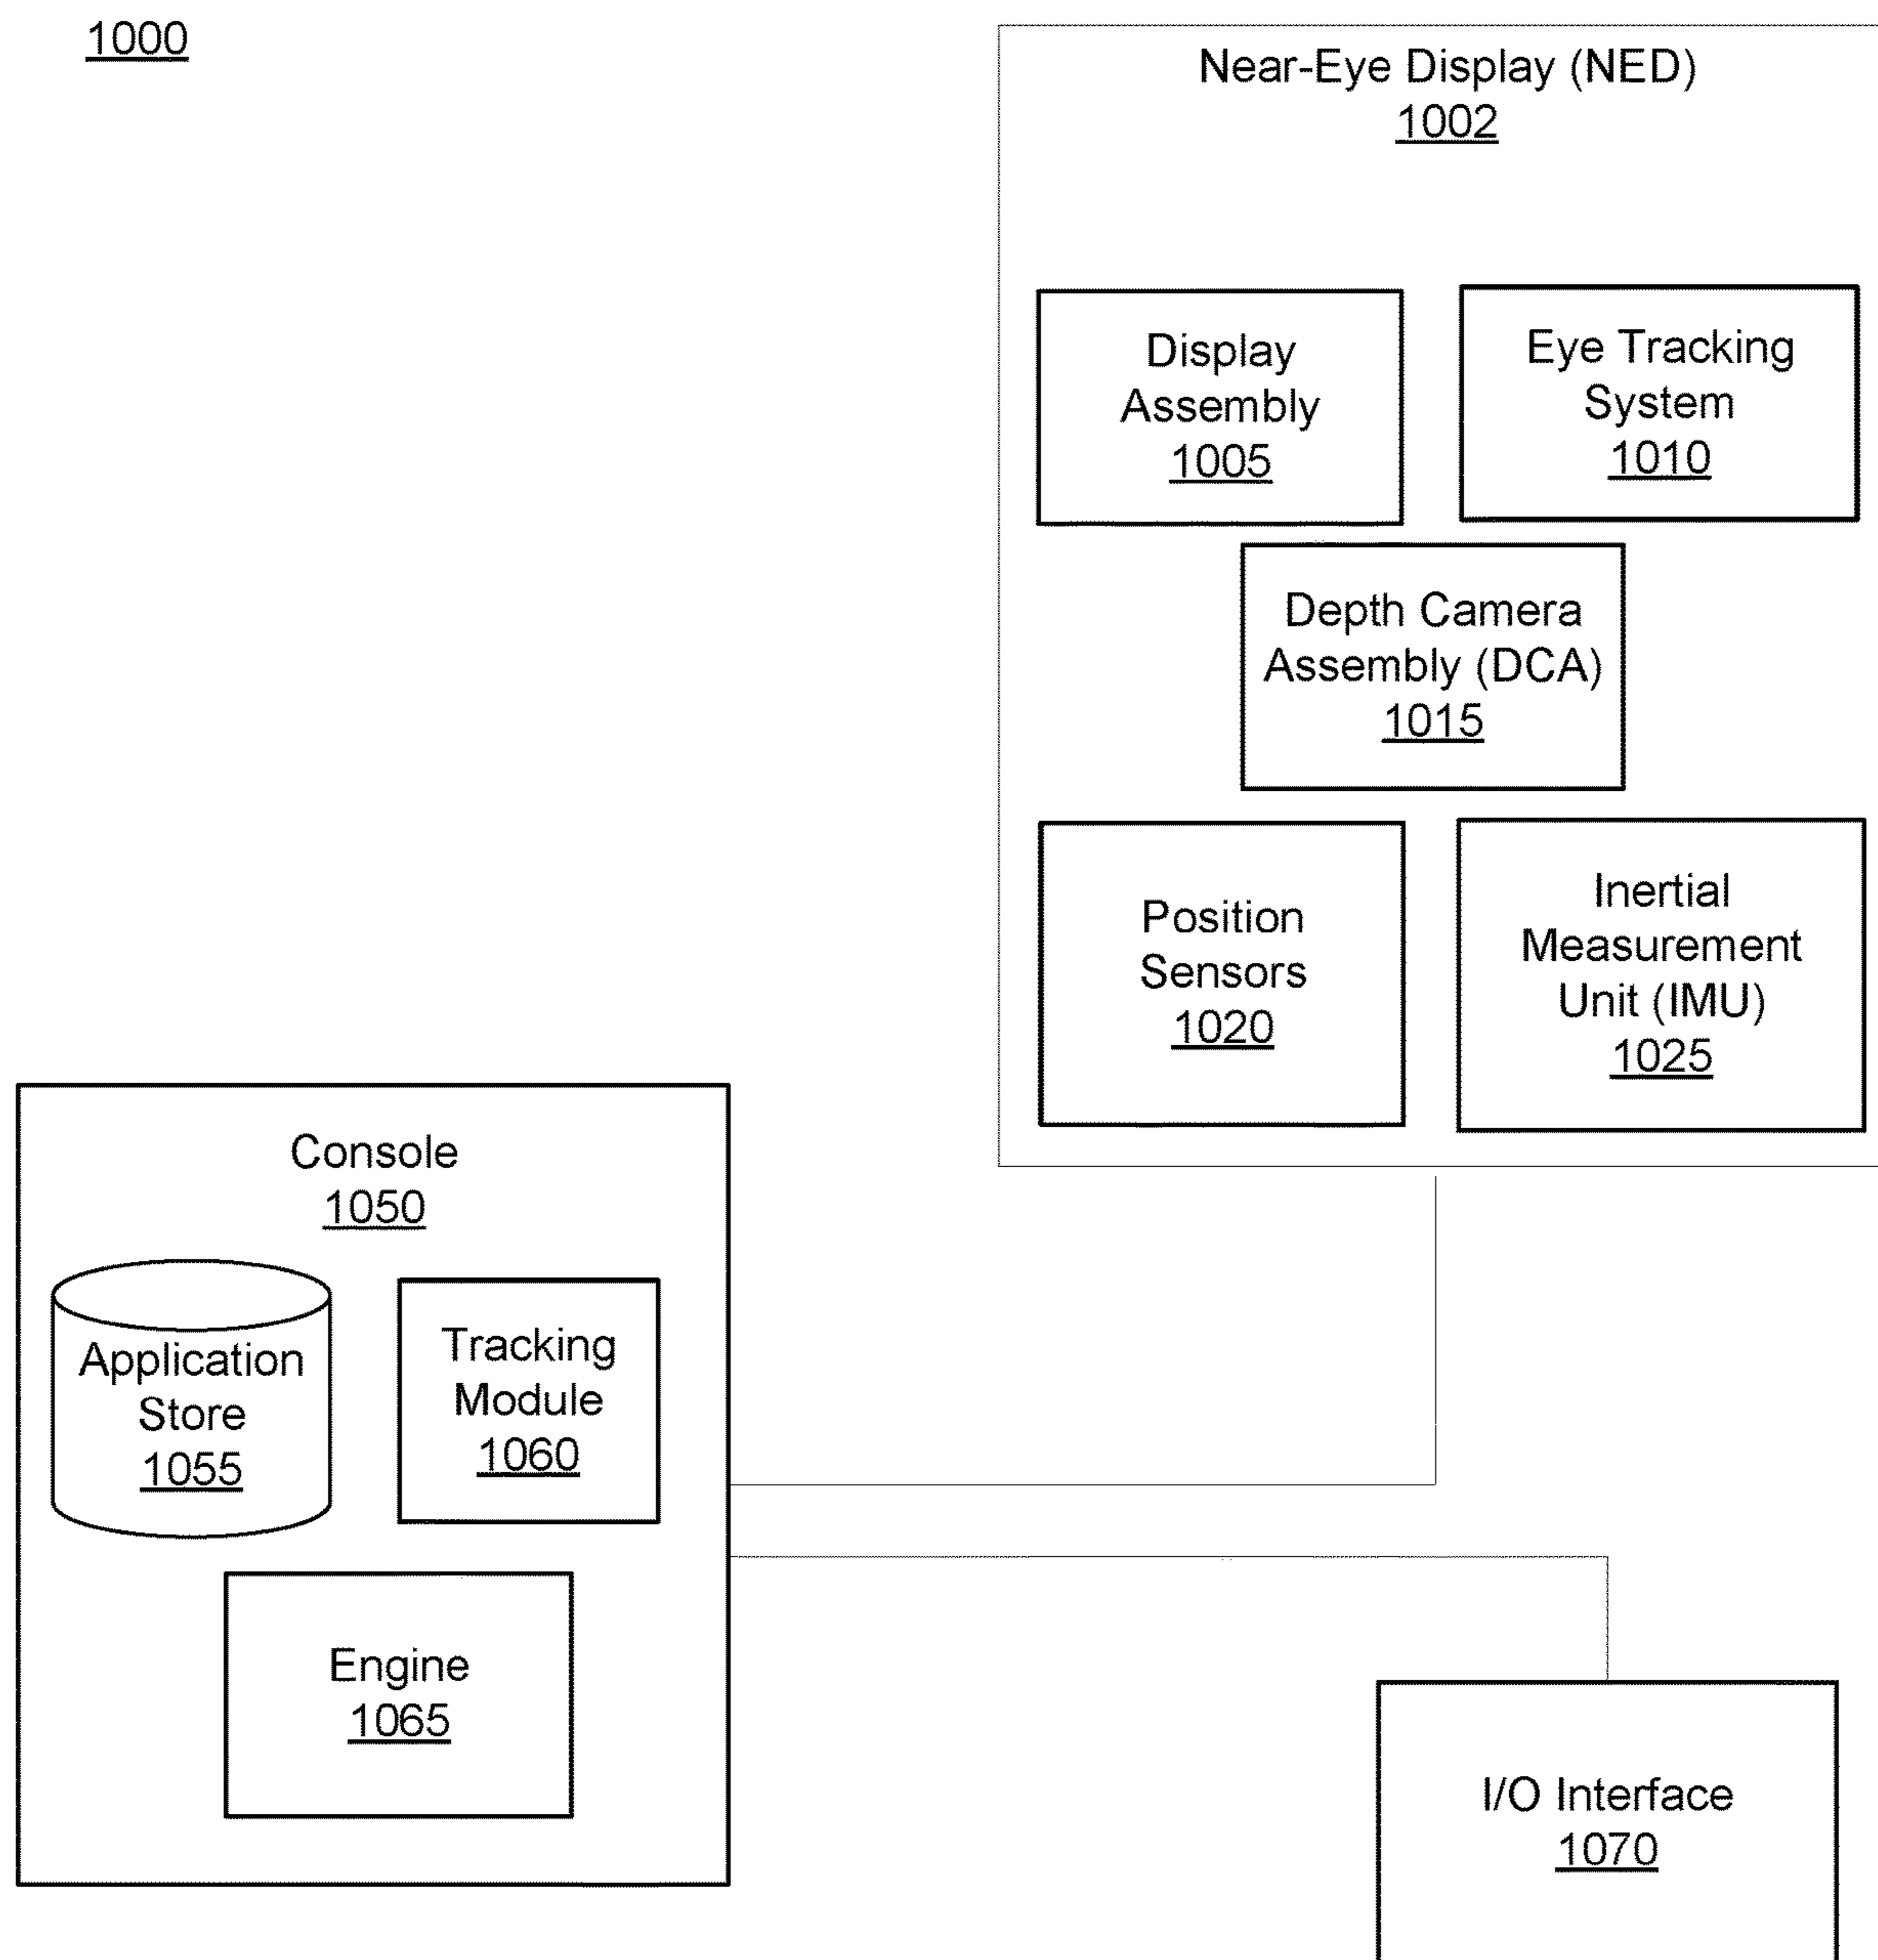 1000
Near-Eye Display (NED)
1002
Display
Assembly
1005
Eye Tracking
System
1010
Depth Camera
Assembly (DCA)
1015
Position
Sensors
1020
Inertial
Measurement
Unit (IMU)
1025
Console
1050
Application
Store
1055
Tracking
Module
1060
Engine
1065
I/O Interface
1070